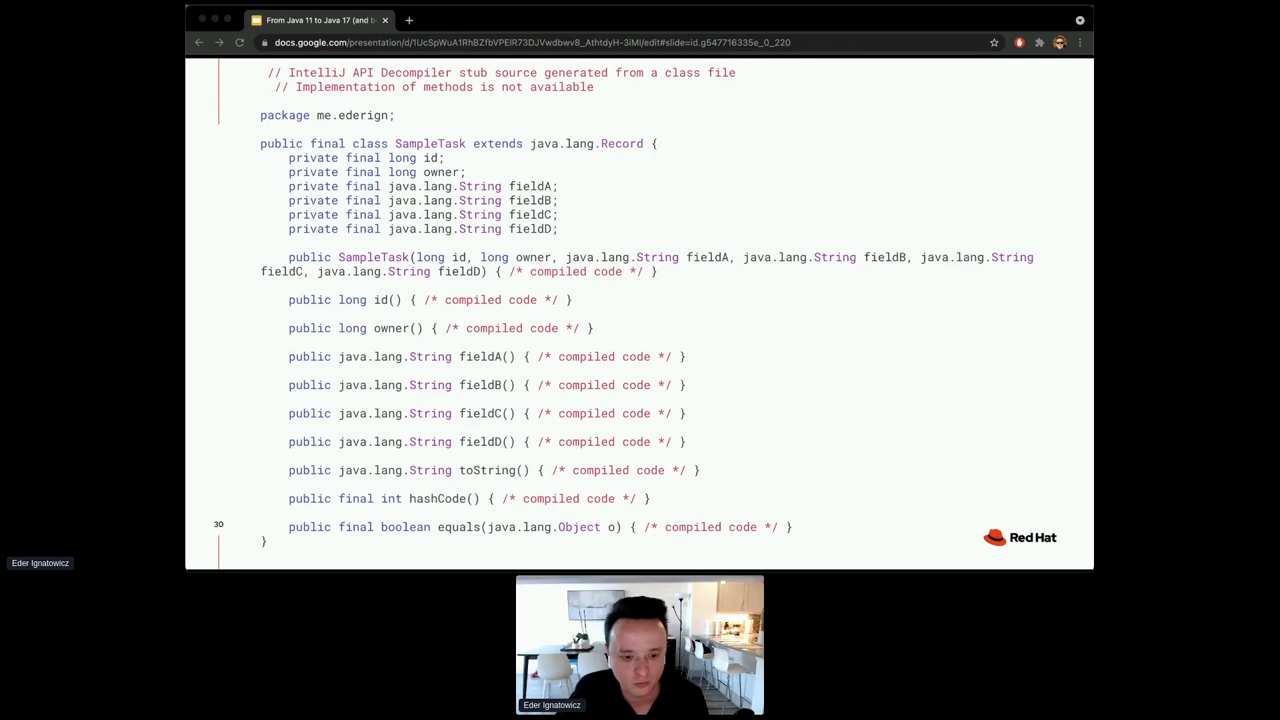 From Java 11 to Java 17 (and b
docs.google.com/presentation/d/1UcSpWuA1RhBZfbVPElR73DJVwdbwv8_AthtdyH-3iMI/edit#slide=id.g547716335e_0_220
// IntelliJ API Decompiler stub source generated from a class file
// Implementation of methods is not available
package me.ederign;
public final class SampleTask extends java.lang.Record {
private final long id;
private final long owner;
private final java.lang.String fieldA;
private final java.lang.String fieldB;
private final java.lang.String fieldC;
private final java.lang.String fieldD;
public SampleTask(long id, long owner, java.lang.String fieldA, java.lang.String fieldB, java.lang.String
fieldC, java.lang.String fieldD) { /* compiled code */ }
public long id() { /* compiled code */ }
public long owner() { /* compiled code */ }
public java.lang.String fieldA() { /* compiled code */ }
public java.lang.String fieldB() { /* compiled code */ }
public java.lang.String fieldC() { /* compiled code */ }
public java.lang.String fieldD() { /* compiled code */ }
public java.lang.String toString() { /* compiled code */ }
public final int hashCode() { /* compiled code */ }
public final boolean equals(java.lang.Object o) { /* compiled code */ }
}
30
Red Hat
Eder Ignatowicz
Eder Ignatowicz